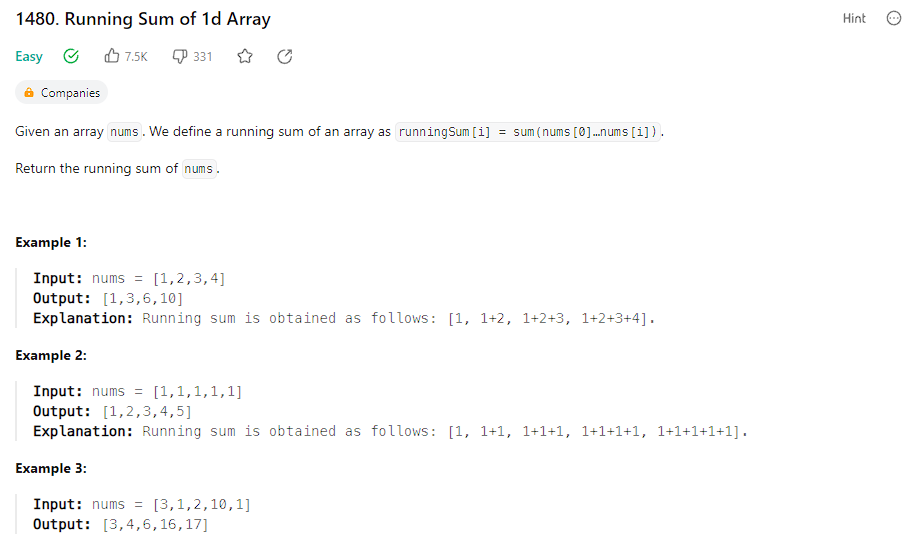 1480. Running Sum of 1d Array
Hint
Easy 7.5K 331
Companies
Given an array nums. We define a running sum of an array as runningSum[i] = sum(nums[0]…nums[i]).
Return the running sum of nums.
Example 1:
Input: nums = [1,2,3,4]
Output: [1,3,6,10]
Explanation: Running sum is obtained as follows: [1, 1+2, 1+2+3, 1+2+3+4].
Example 2:
Input: nums = [1,1,1,1,1]
Output: [1,2,3,4,5]
Explanation: Running sum is obtained as follows: [1, 1+1, 1+1+1, 1+1+1+1, 1+1+1+1+1].
Example 3:
Input: nums = [3,1,2,10,1]
Output: [3,4,6,16,17]